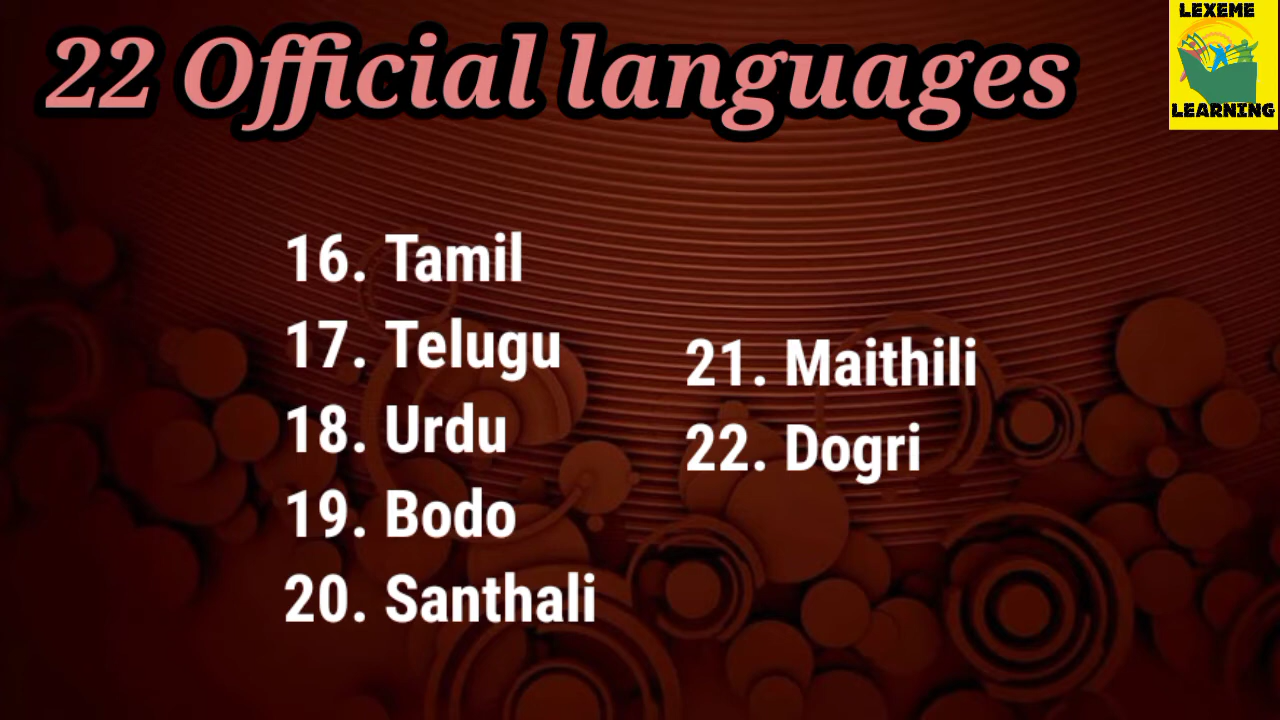 22 Official languages
LEXEME
LEARNING
16. Tamil
17. Telugu
18. Urdu
19. Bodo
20. Santhali
21. Maithili
22. Dogri